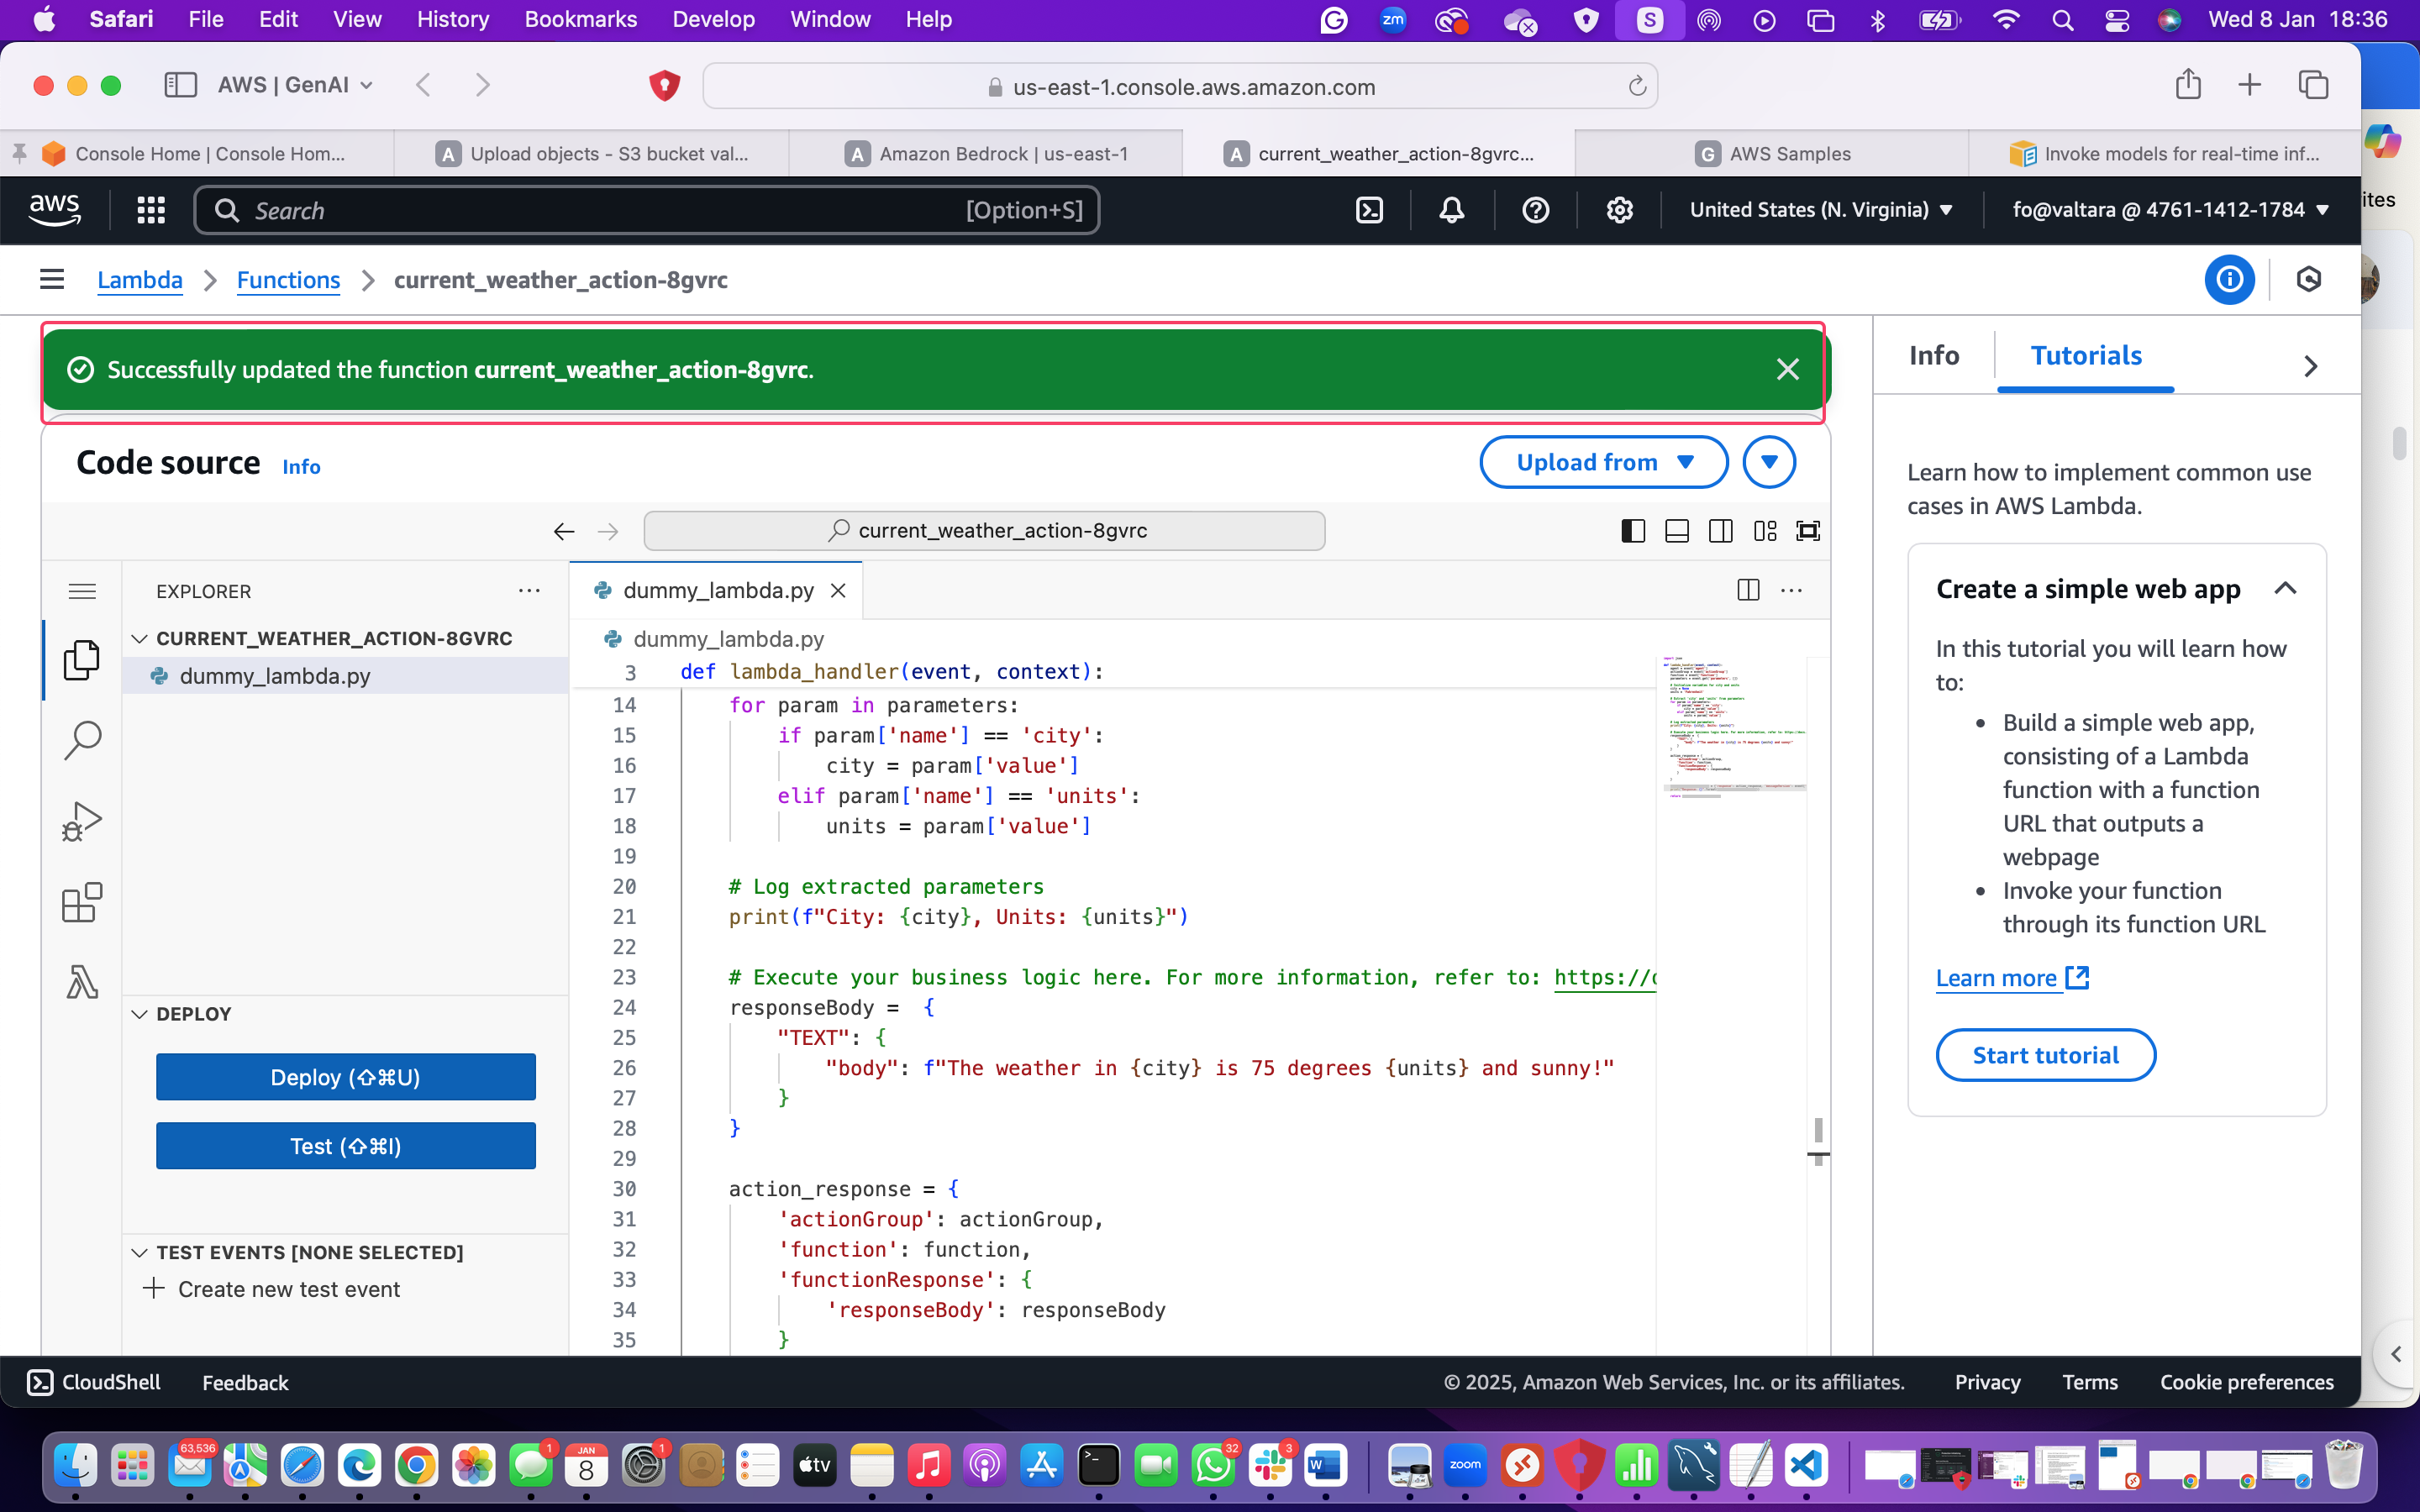 Safari File Edit View History Bookmarks Develop Window Help zm S Wed 8 Jan 18:36
AWS | GenAI us-east-1.console.aws.amazon.com
Console Home | Console Hom... A Upload objects - S3 bucket val... A Amazon Bedrock | us-east-1 A current_weather_action-8gvrc... G AWS Samples Invoke models for real-time inf...
aws Search [Option+S] United States (N. Virginia) fo@valtara @ 4761-1412-1784
ites
Lambda Functions current_weather_action-8gvrc
Successfully updated the function current_weather_action-8gvrc.
Info Tutorials
Code source Info Upload from
current_weather_action-8gvrc
EXPLORER
CURRENT_WEATHER_ACTION-8GVRC
dummy_lambda.py
DEPLOY
Deploy (⇧⌘U)
Test (⇧⌘I)
TEST EVENTS [NONE SELECTED]
Create new test event
dummy_lambda.py
dummy_lambda.py
3 def lambda_handler(event, context):
14 for param in parameters:
15 if param['name'] == 'city':
16 city = param['value']
17 elif param['name'] == 'units':
18 units = param['value']
19
20 # Log extracted parameters
21 print(f"City: {city}, Units: {units}")
22
23 # Execute your business logic here. For more information, refer to: https://
24 responseBody = {
25 "TEXT": {
26 "body": f"The weather in {city} is 75 degrees {units} and sunny!"
27 }
28 }
29
30 action_response = {
31 'actionGroup': actionGroup,
32 'function': function,
33 'functionResponse': {
34 'responseBody': responseBody
35 }
Learn how to implement common use
cases in AWS Lambda.
Create a simple web app
In this tutorial you will learn how
to:
• Build a simple web app,
consisting of a Lambda
function with a function
URL that outputs a
webpage
• Invoke your function
through its function URL
Learn more
Start tutorial
CloudShell Feedback © 2025, Amazon Web Services, Inc. or its affiliates. Privacy Terms Cookie preferences
63,536 1 JAN 8 1 tv 32 3 W zoom